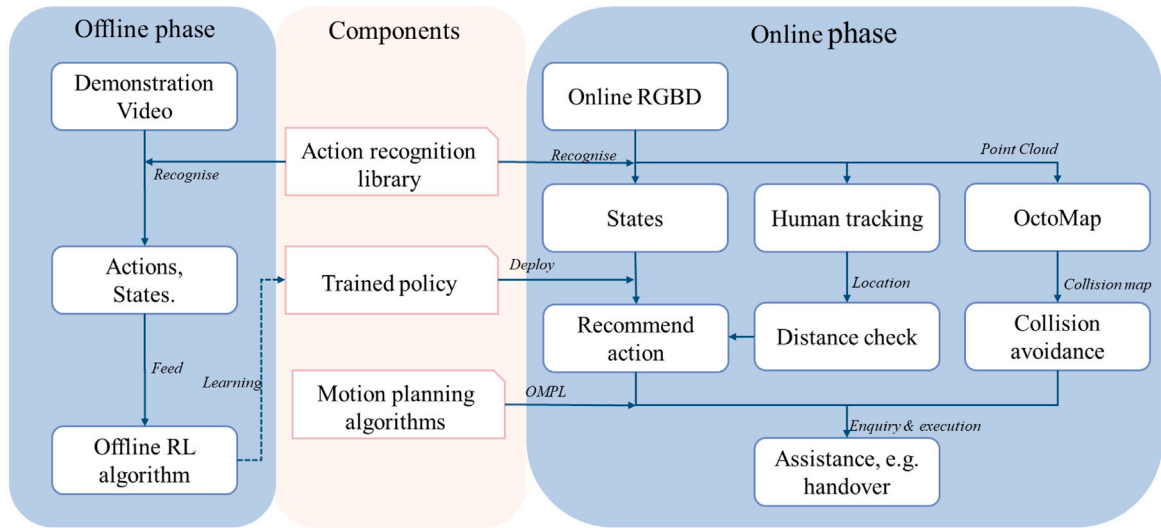 Offline phase
Components
Online phase
Demonstration
Video
Online RGBD
Action recognition
library
Recognise
Recognise
Point Cloud
States
Human tracking
OctoMap
Actions,
States.
Trained policy
Deploy
Location
Collision map
Recommend
action
Distance check
Collision
avoidance
Feed
Learning
Motion planning
algorithms
OMPL
Enquiry & execution
Offline RL
algorithm
Assistance, e.g.
handover